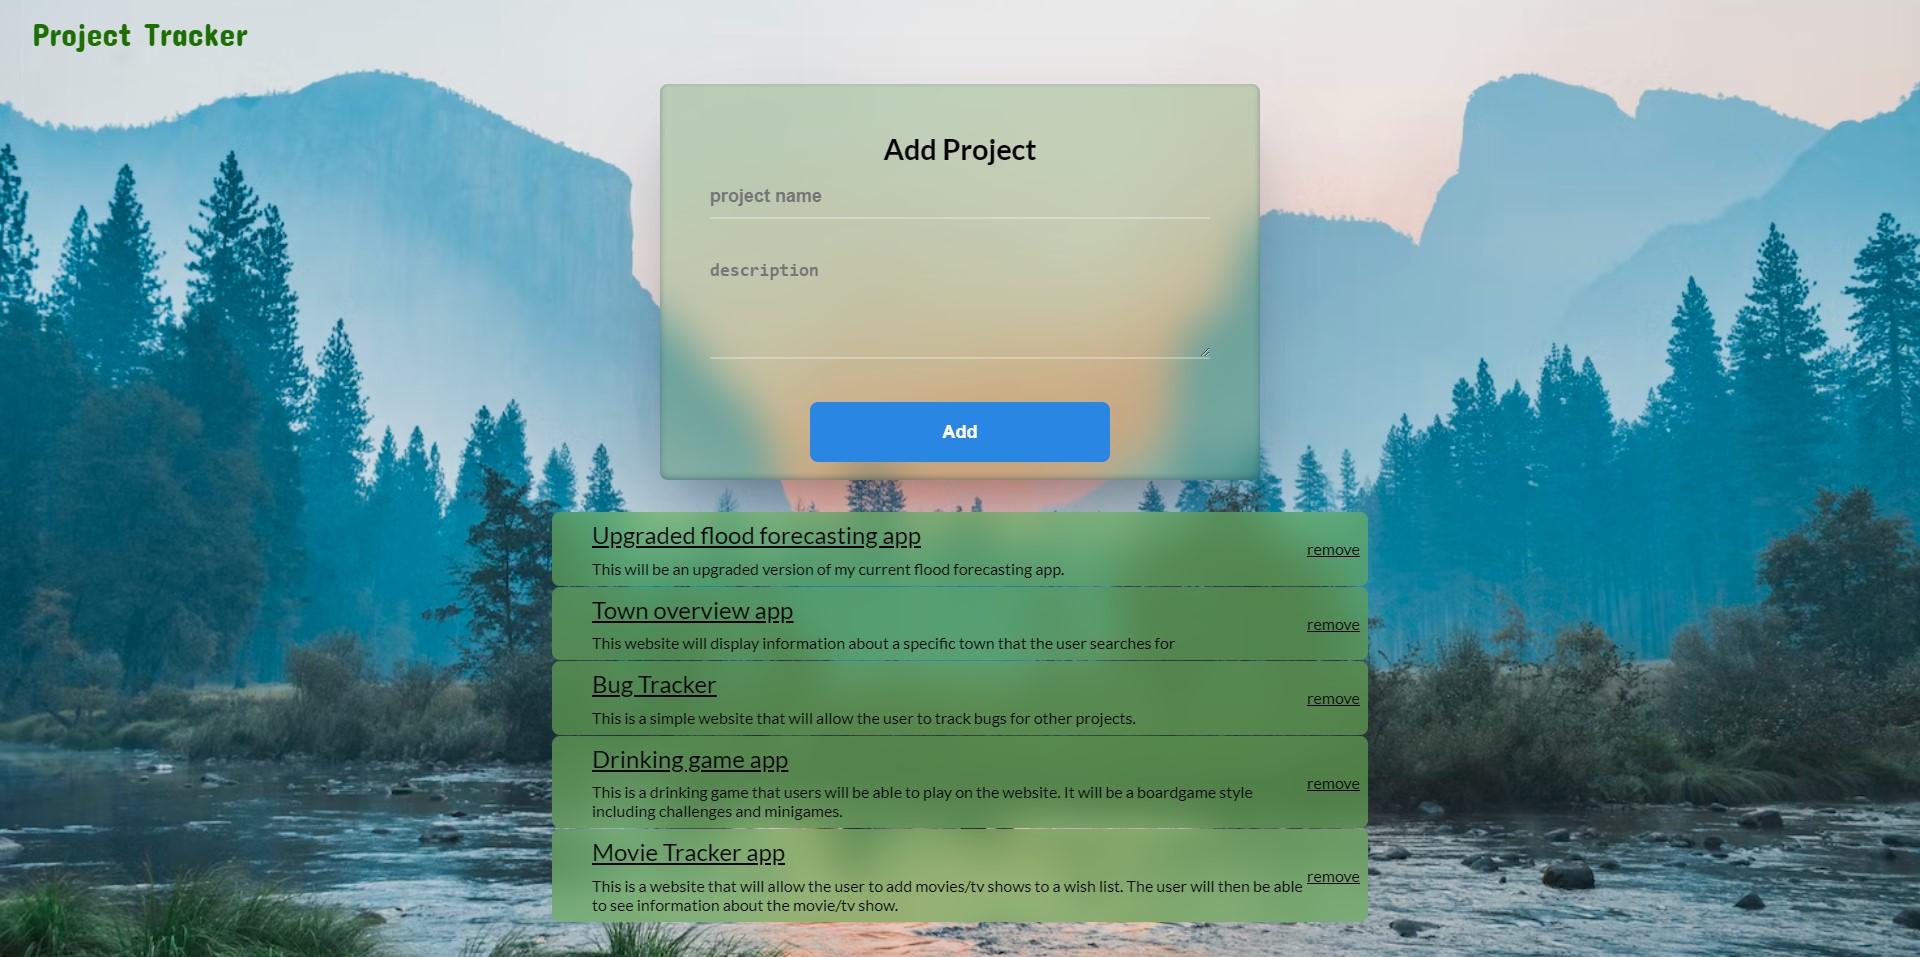 Project Tracker
Add Project
project name
description
Add
Upgraded flood forecasting app
This will be an upgraded version of my current flood forecasting app.
remove
Town overview app
This website will display information about a specific town that the user searches for
remove
Bug Tracker
This is a simple website that will allow the user to track bugs for other projects.
remove
Drinking game app
This is a drinking game that users will be able to play on the website. It will be a boardgame style
including challenges and minigames.
remove
Movie Tracker app
This is a website that will allow the user to add movies/tv shows to a wish list. The user will then be able
to see information about the movie/tv show.
remove